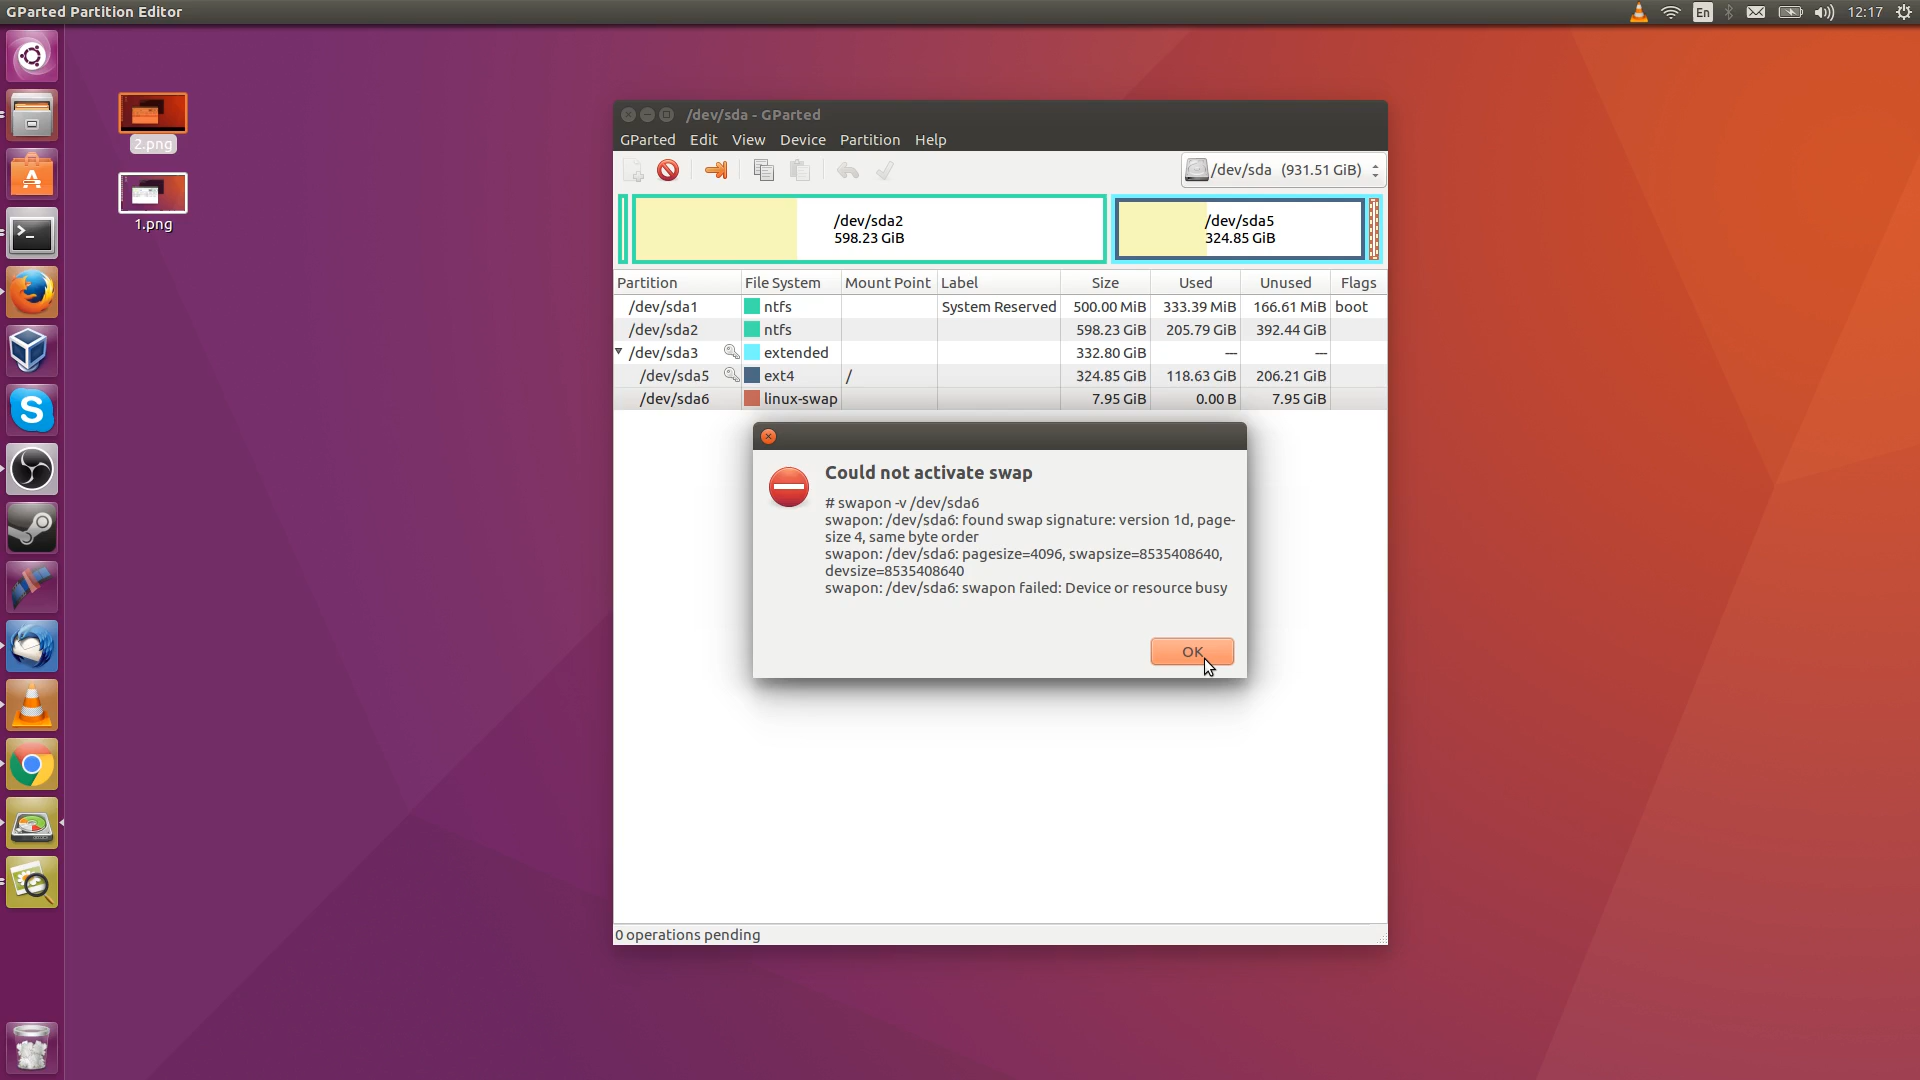 GParted Partition Editor
En
12:17
2.png
1.png
/dev/sda - GParted
GParted Edit View Device Partition Help
/dev/sda (931.51 GiB)
/dev/sda2
598.23 GiB
/dev/sda5
324.85 GiB
Partition File System Mount Point Label Size Used Unused Flags
/dev/sda1 ntfs System Reserved 500.00 MiB 333.39 MiB 166.61 MiB boot
/dev/sda2 ntfs 598.23 GiB 205.79 GiB 392.44 GiB
/dev/sda3 extended 332.80 GiB --- ---
/dev/sda5 ext4 / 324.85 GiB 118.63 GiB 206.21 GiB
/dev/sda6 linux-swap 7.95 GiB 0.00 B 7.95 GiB
Could not activate swap
# swapon -v /dev/sda6
swapon: /dev/sda6: found swap signature: version 1d, page-
size 4, same byte order
swapon: /dev/sda6: pagesize=4096, swapsize=8535408640,
devsize=8535408640
swapon: /dev/sda6: swapon failed: Device or resource busy
OK
0 operations pending